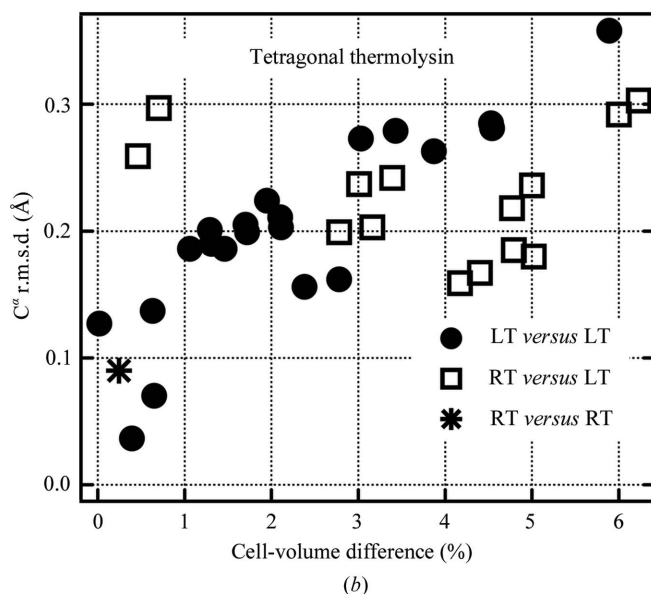 Tetragonal thermolysin
0.3
0.2
0.1
0.0
Cα r.m.s.d. (Å)
LT versus LT
RT versus LT
RT versus RT
0 1 2 3 4 5 6
Cell-volume difference (%)
(b)